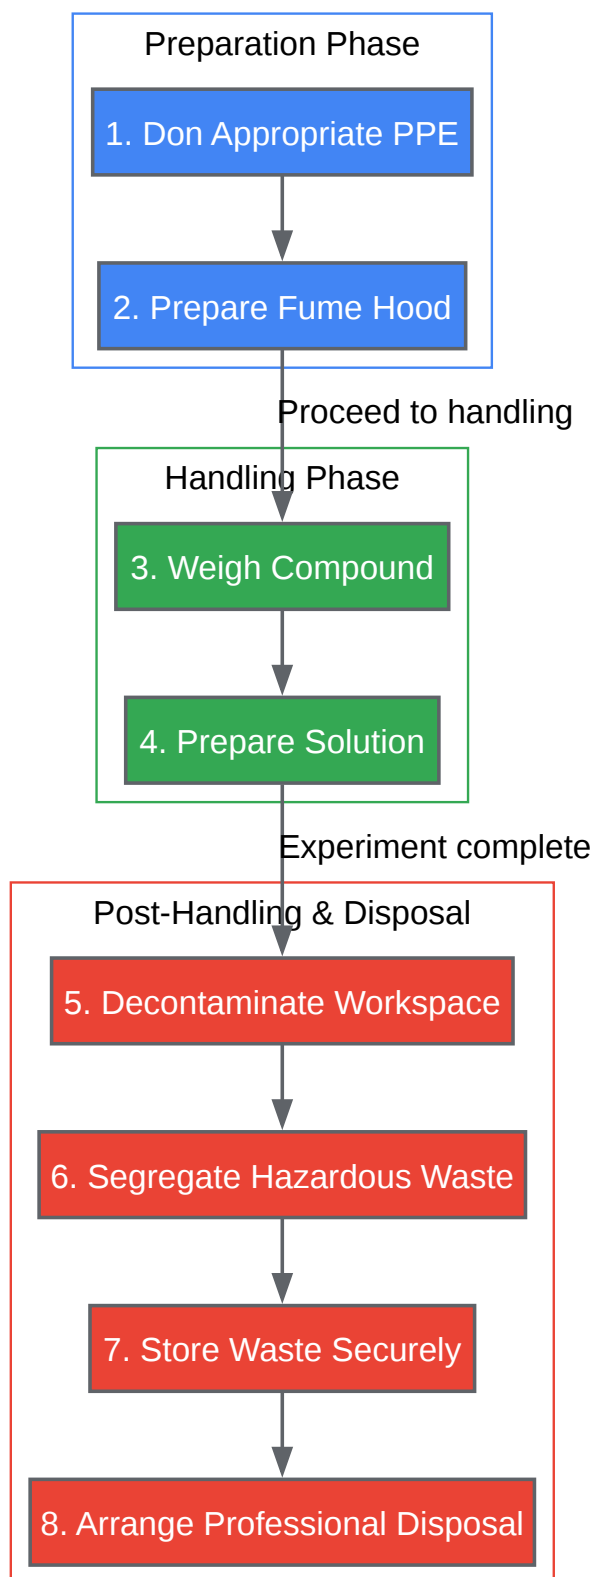 Preparation Phase
1. Don Appropriate PPE
2. Prepare Fume Hood
Proceed to handling
Handling Phase
3. Weigh Compound
4. Prepare Solution
Experiment complete
Post-Handling & Disposal
5. Decontaminate Workspace
6. Segregate Hazardous Waste
7. Store Waste Securely
8. Arrange Professional Disposal